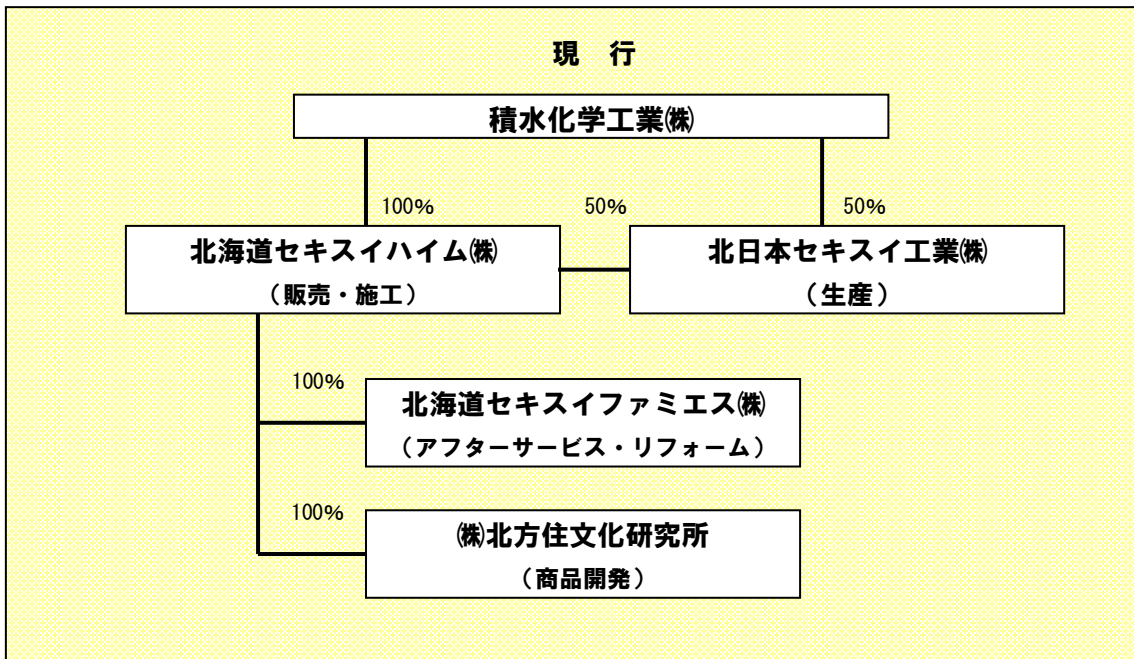 現 行
積水化学工業㈱
100%
50%
50%
北海道セキスイハイム㈱
（販売・施工）
北日本セキスイ工業㈱
（生産）
100%
北海道セキスイファミエス㈱
（アフターサービス・リフォーム）
100%
㈱北方住文化研究所
（商品開発）